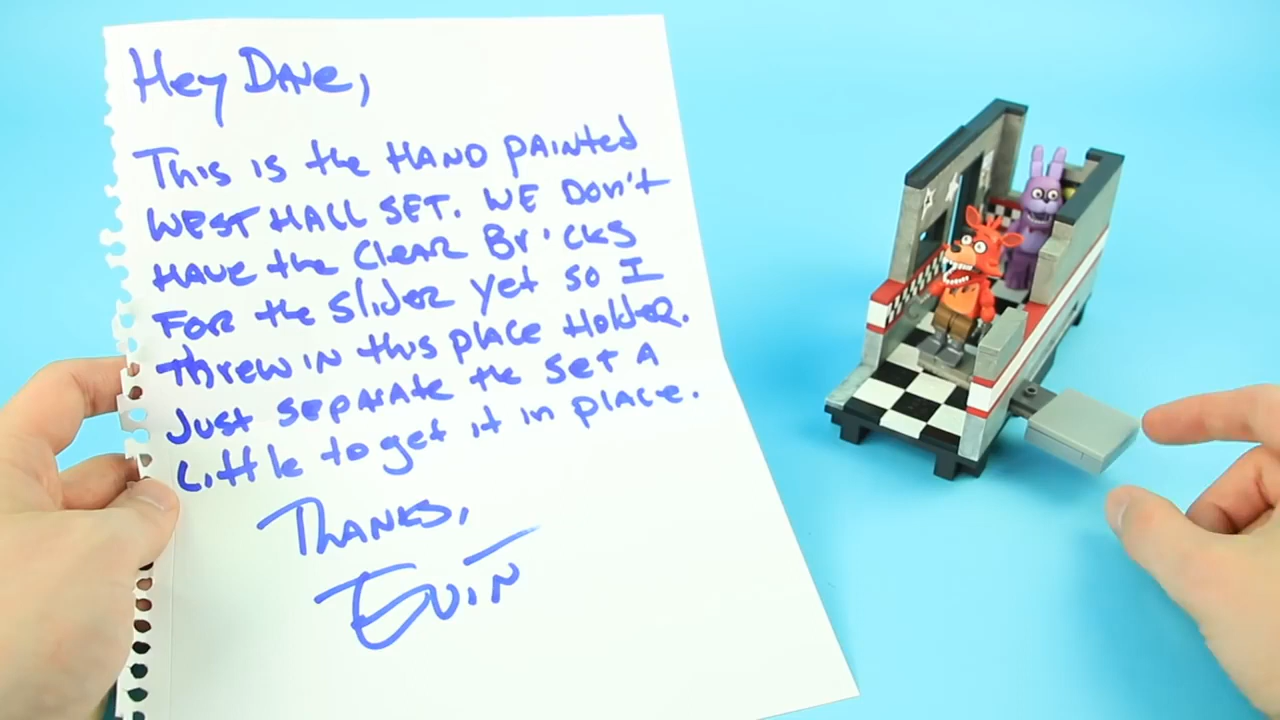 Hey Dave,
This is the HAND painted
WEST HALL SET. WE Don't
HAVE the Clear Bricks
FOR the Slider yet so I
threw in this place Holder.
Just separate the set a
little to get it in place.
Thanks,